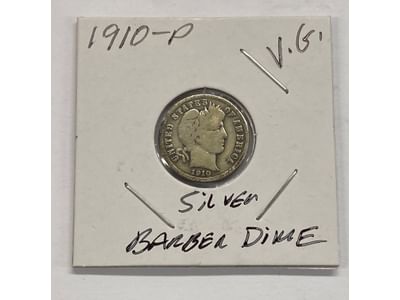 1910-P
V.G.
UNITED STATES OF AMERICA
1910
SILVER
BARBER DIME